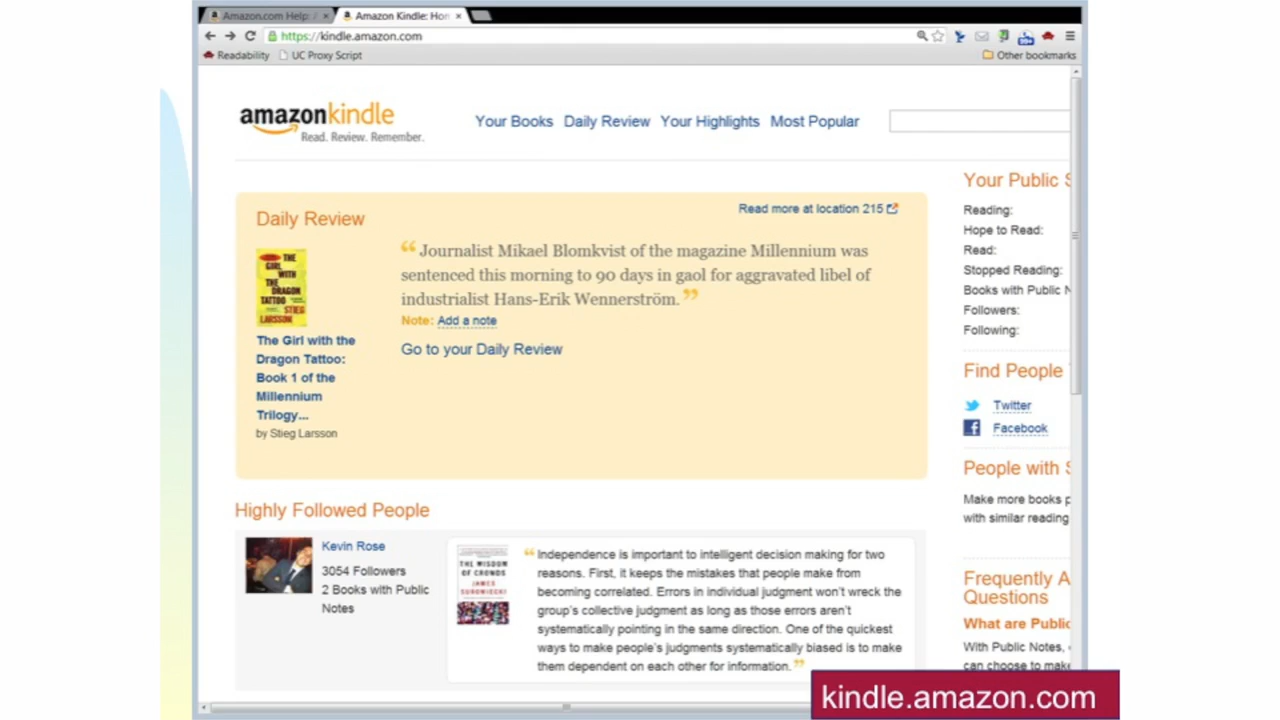 Amazon.com Help:
Amazon Kindle: Hom
https://kindle.amazon.com
Readability
UC Proxy Script
Other bookmarks
amazonkindle
Read. Review. Remember.
Your Books
Daily Review
Your Highlights
Most Popular
Daily Review
Read more at location 215
THE
GIRL
WITH
THE
DRAGON
TATTOO
STIEG
LARSSON
“Journalist Mikael Blomkvist of the magazine Millennium was
sentenced this morning to 90 days in gaol for aggravated libel of
industrialist Hans-Erik Wennerström.”
Note: Add a note
Go to your Daily Review
The Girl with the
Dragon Tattoo:
Book 1 of the
Millennium
Trilogy...
by Stieg Larsson
Highly Followed People
Kevin Rose
3054 Followers
2 Books with Public
Notes
THE WISDOM
OF CROWDS
JAMES
SUROWIECKI
“Independence is important to intelligent decision making for two
reasons. First, it keeps the mistakes that people make from
becoming correlated. Errors in individual judgment won't wreck the
group's collective judgment as long as those errors aren't
systematically pointing in the same direction. One of the quickest
ways to make people's judgments systematically biased is to make
them dependent on each other for information.”
Your Public S
Reading:
Hope to Read:
Read:
Stopped Reading:
Books with Public N
Followers:
Following:
Find People
Twitter
Facebook
People with S
Make more books p
with similar reading
Frequently A
Questions
What are Public
With Public Notes,
can choose to make
kindle.amazon.com